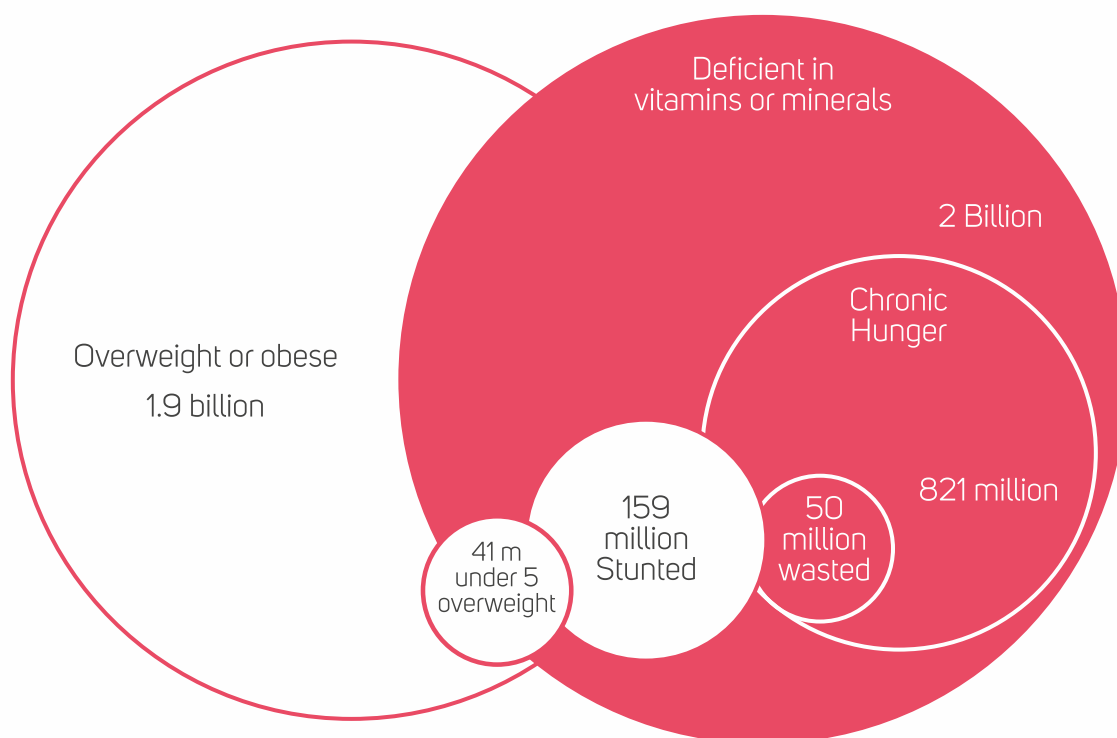 Deficient in
vitamins or minerals
2 Billion
Chronic
Hunger
821 million
Overweight or obese
1.9 billion
159
million
Stunted
50
million
wasted
41 m
under 5
overweight